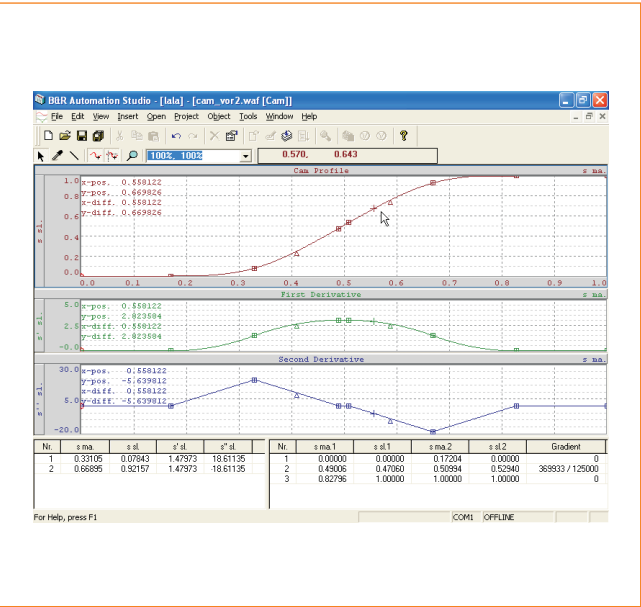 B&R Automation Studio - [lala] - [cam_vor2.waf [Cam]]
File Edit View Insert Open Project Object Tools Window Help
100%, 100%
0.570, 0.643
Cam Profile s ma.
1.0 x-pos. 0.558122
0.8 y-pos. 0.669826
x-diff. 0.558122
0.6 y-diff. 0.669826
s sl.
0.4
0.2
0.0
0.0 0.1 0.2 0.3 0.4 0.5 0.6 0.7 0.8 0.9 1.0
First Derivative s ma.
5.0 x-pos. 0.558122
y-pos. 2.823584
s' sl.
2.5 x-diff. 0.558122
y-diff. 2.823584
-0.0
Second Derivative s ma.
30.0 x-pos. 0.558122
y-pos. -5.639812
s'' sl.
x-diff. 0.558122
5.0 y-diff. -5.639812
-20.0
Nr. s ma. s sl. s' sl. s'' sl.
1 0.33105 0.07843 1.47973 18.61135
2 0.66895 0.92157 1.47973 -18.61135
Nr. s ma.1 s sl.1 s ma.2 s sl.2 Gradient
1 0.00000 0.00000 0.17204 0.00000 0
2 0.49006 0.47060 0.50994 0.52940 369933 / 125000
3 0.82796 1.00000 1.00000 1.00000 0
For Help, press F1
COM1 OFFLINE